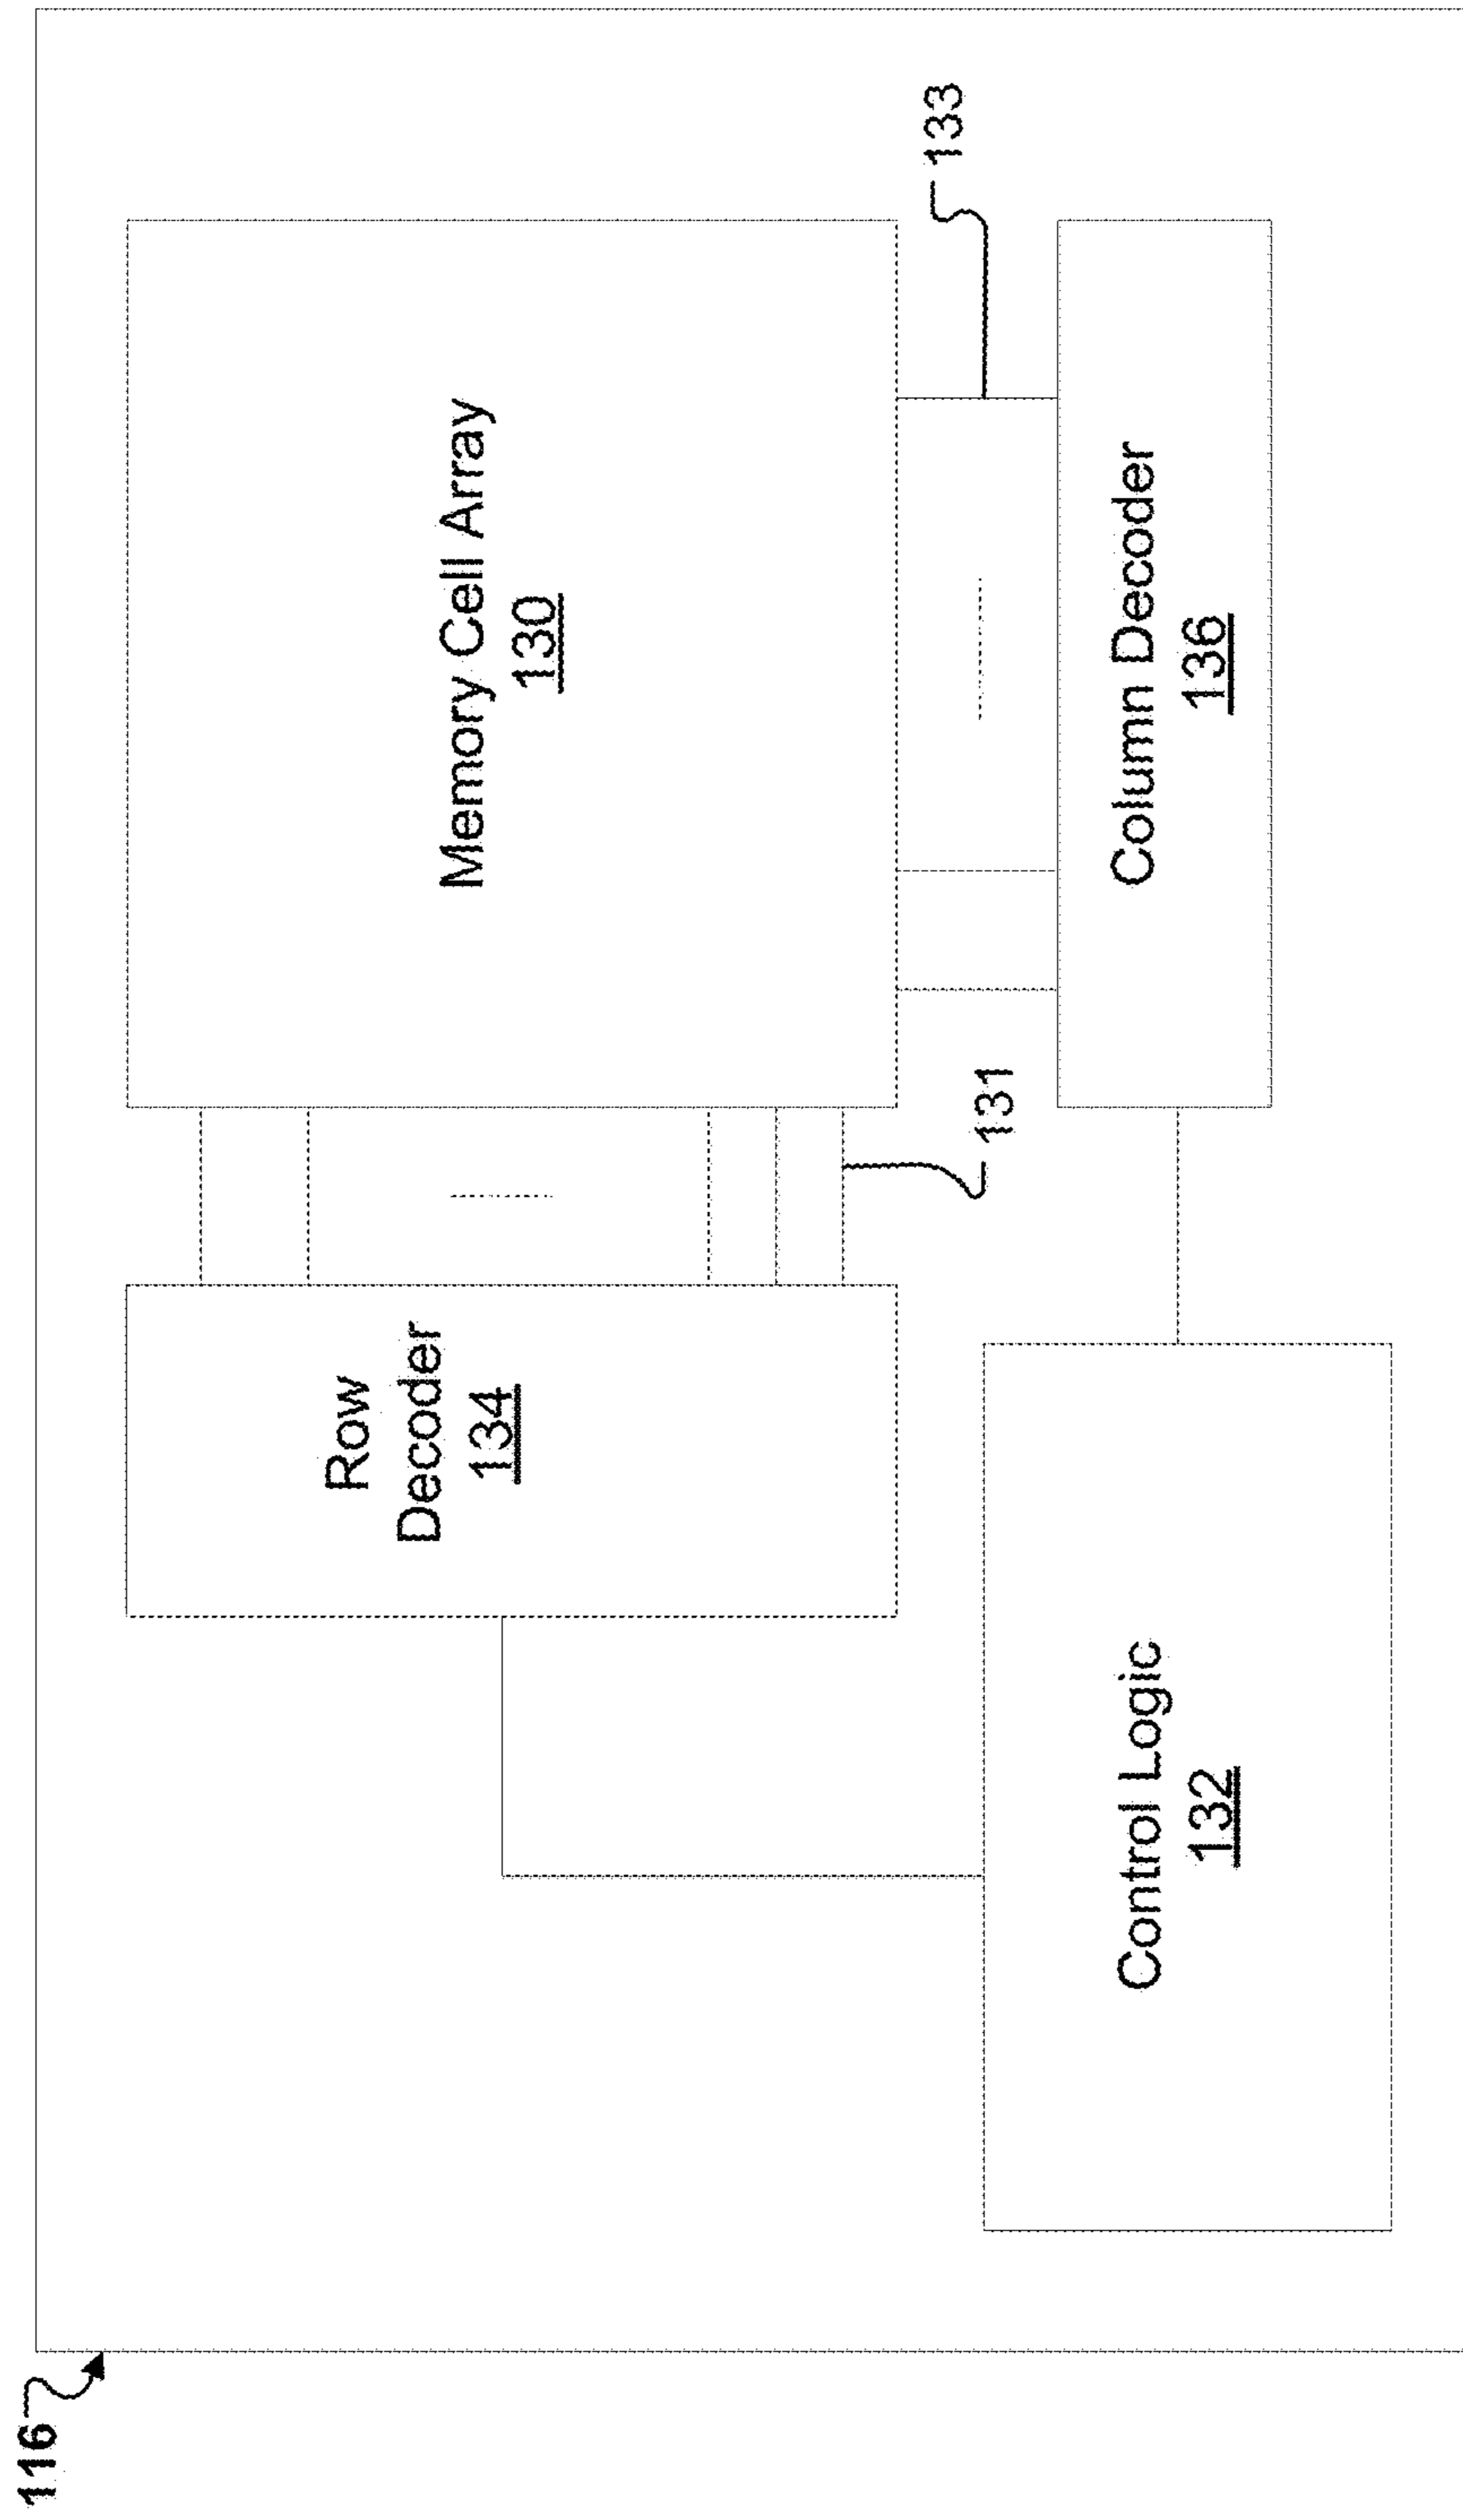 116
Row
Decoder
134
Memory Cell Array
130
131
133
Control Logic
132
Column Decoder
136